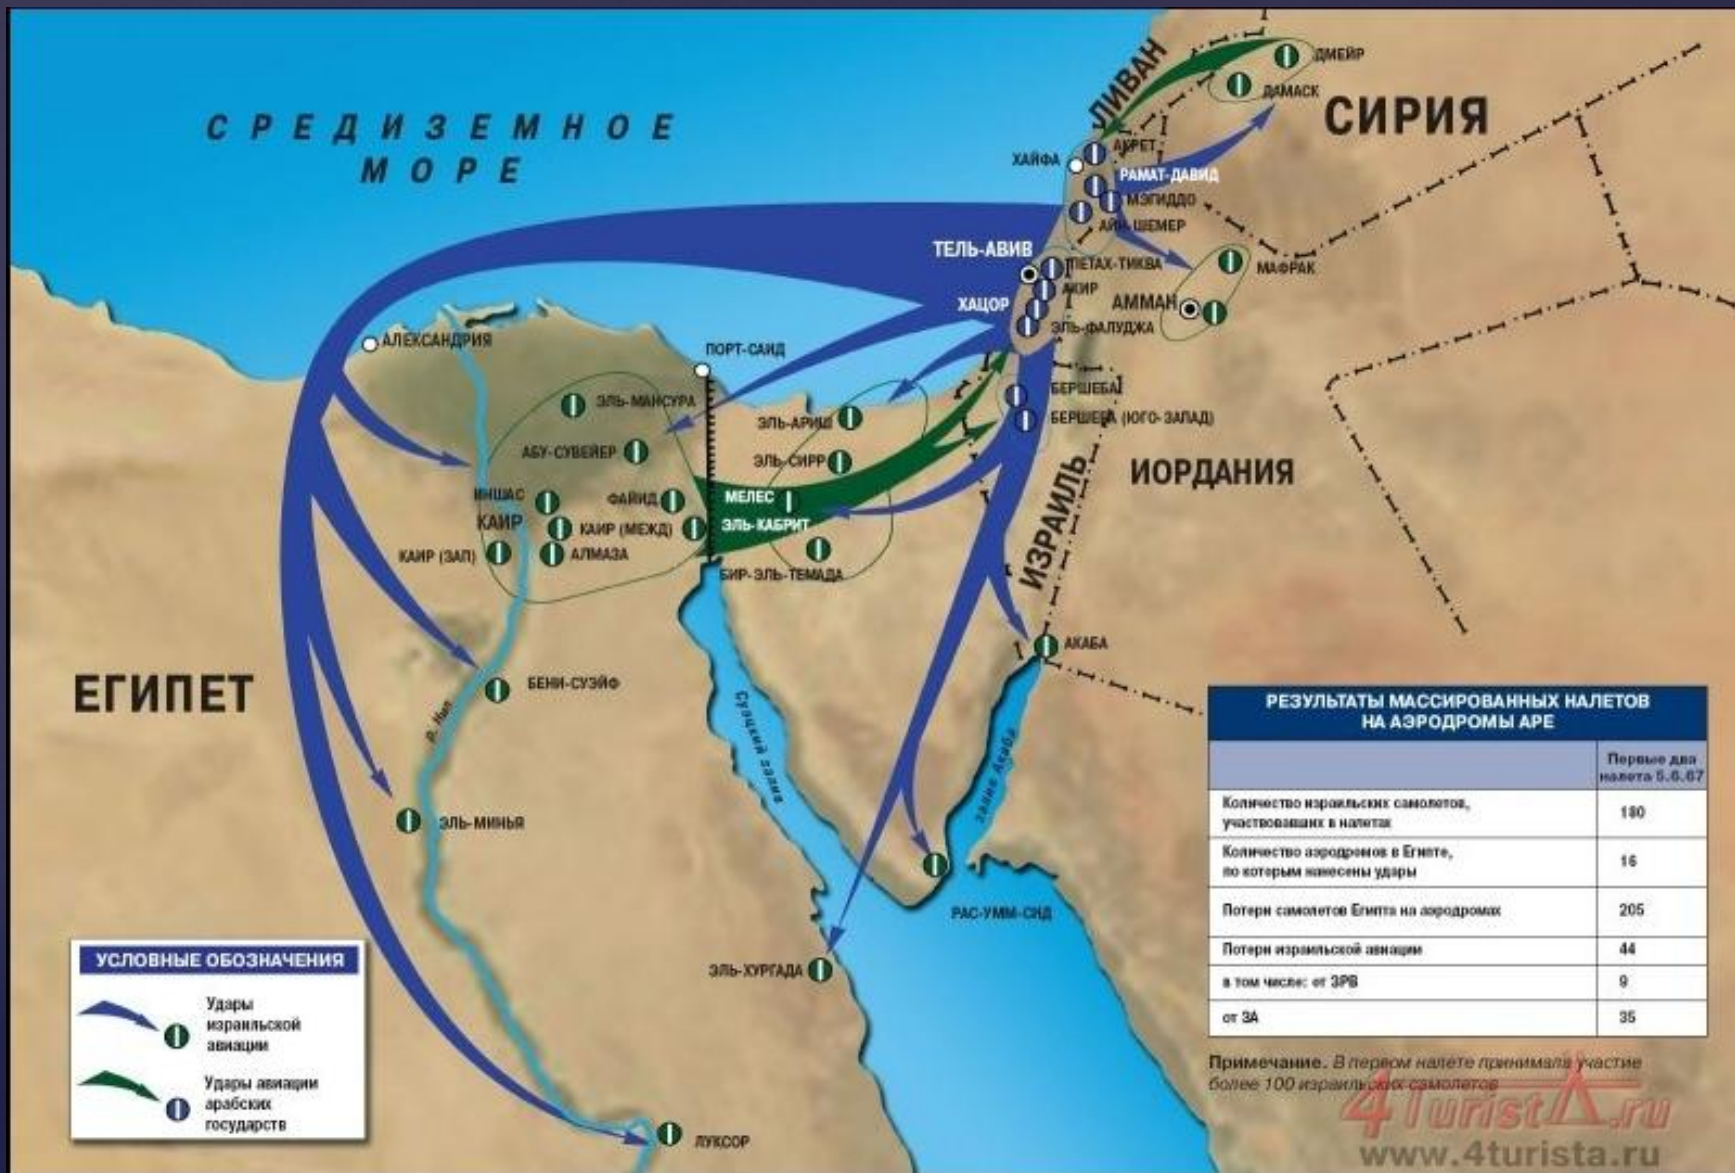 СРЕДИЗЕМНОЕ
МОРЕ
ЛИВАН
ДМЕЙР
ДАМАСК
СИРИЯ
ХАЙФА
АКРЕТ
РАМАТ-ДАВИД
МЭГИДДО
АЙН-ШЕМЕР
ТЕЛЬ-АВИВ
ПЕТАХ-ТИКВА
АКИР
ХАЦОР
ЭЛЬ-ФАЛУДЖА
МАФРАК
АММАН
АЛЕКСАНДРИЯ
ПОРТ-САИД
ЭЛЬ-МАНСУРА
ЭЛЬ-АРИШ
БЕРШЕБА
БЕРШЕБА (ЮГО-ЗАПАД)
АБУ-СУВЕЙЕР
ЭЛЬ-СИРР
ИЗРАИЛЬ
ИОРДАНИЯ
ИНШАС
ФАЙИД
МЕЛЕС
КАИР
КАИР (МЕЖД)
ЭЛЬ-КАБРИТ
КАИР (ЗАП)
АЛМАЗА
БИР-ЭЛЬ-ТЕМАДА
АКАБА
ЕГИПЕТ
БЕНИ-СУЭЙФ
р. Нил
Суэцкий залив
залив Акаба
ЭЛЬ-МИНЬЯ
РАС-УММ-СИД
ЭЛЬ-ХУРГАДА
ЛУКСОР
УСЛОВНЫЕ ОБОЗНАЧЕНИЯ
Удары
израильской
авиации
Удары авиации
арабских
государств
РЕЗУЛЬТАТЫ МАССИРОВАННЫХ НАЛЕТОВ
НА АЭРОДРОМЫ АРЕ
Первые два
налета 5.6.67
Количество израильских самолетов,
участвовавших в налетах 180
Количество аэродромов в Египте,
по которым нанесены удары 16
Потери самолетов Египта на аэродромах 205
Потери израильской авиации 44
в том числе: от ЗРВ 9
от ЗА 35
Примечание. В первом налете принимали участие
более 100 израильских самолетов
4TuristA.ru
www.4turista.ru